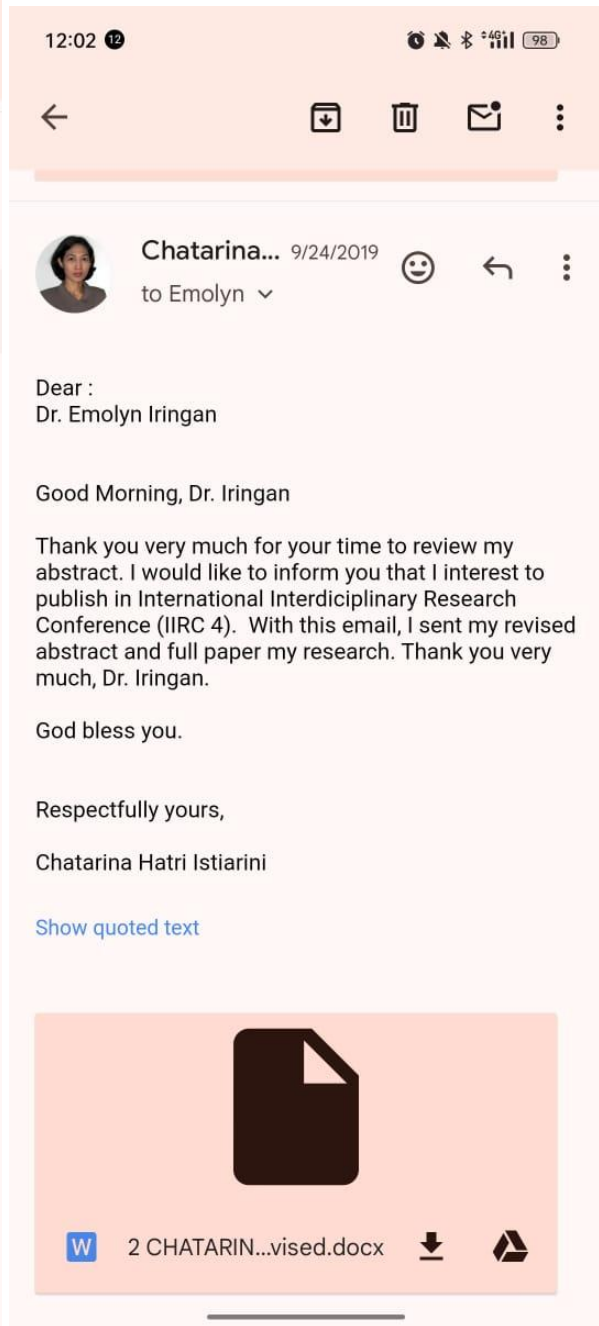 12:02 12 4G 98
Chatarina... 9/24/2019
to Emolyn
Dear :
Dr. Emolyn Iringan
Good Morning, Dr. Iringan
Thank you very much for your time to review my
abstract. I would like to inform you that I interest to
publish in International Interdiciplinary Research
Conference (IIRC 4).  With this email, I sent my revised
abstract and full paper my research. Thank you very
much, Dr. Iringan.
God bless you.
Respectfully yours,
Chatarina Hatri Istiarini
Show quoted text
W 2 CHATARIN...vised.docx